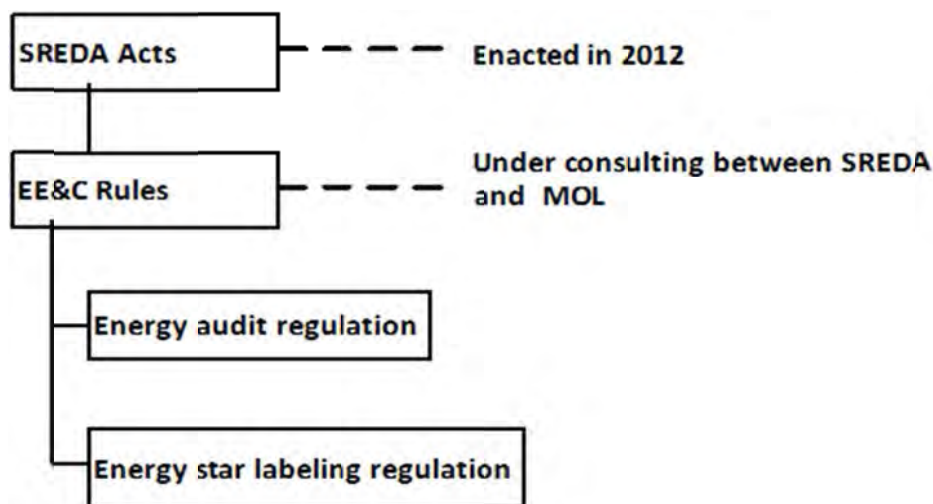 SREDA Acts
Enacted in 2012
EE&C Rules
Under consulting between SREDA
and MOL
Energy audit regulation
Energy star labeling regulation